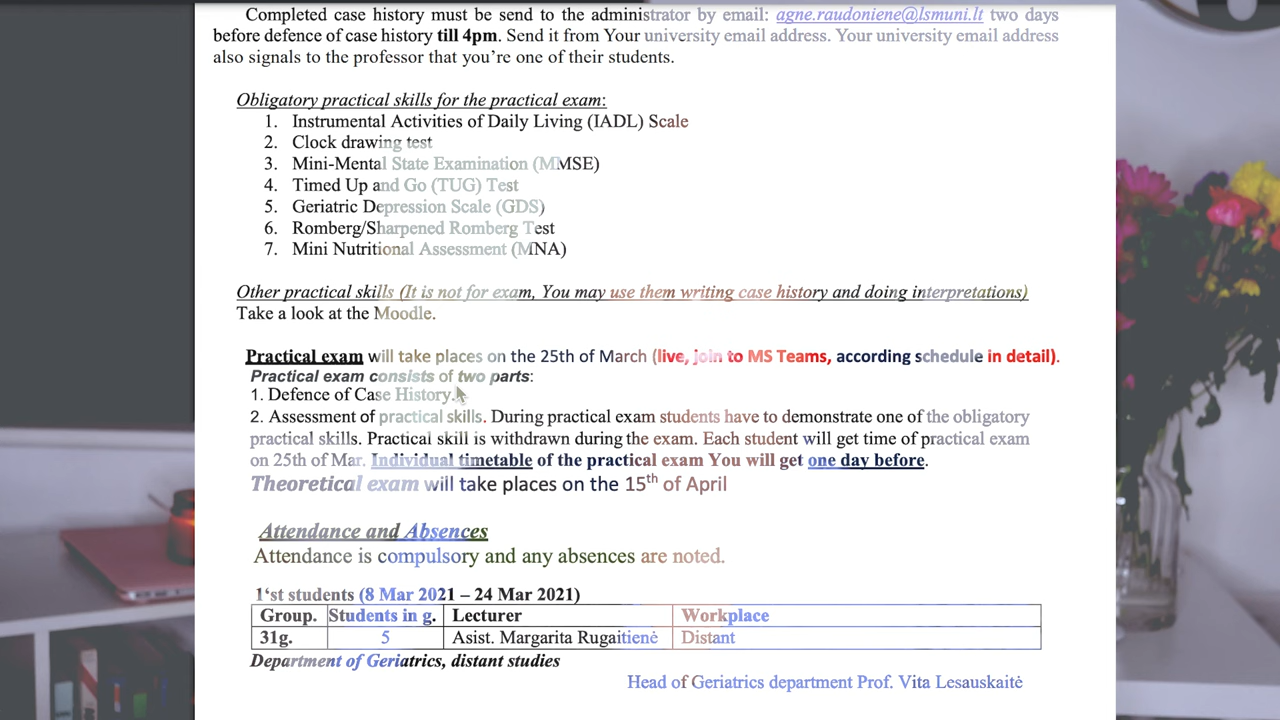 Completed case history must be send to the administrator by email: agne.raudoniene@lsmuni.lt two days
before defence of case history till 4pm. Send it from Your university email address. Your university email address
also signals to the professor that you're one of their students.
Obligatory practical skills for the practical exam:
1. Instrumental Activities of Daily Living (IADL) Scale
2. Clock drawing test
3. Mini-Mental State Examination (MMSE)
4. Timed Up and Go (TUG) Test
5. Geriatric Depression Scale (GDS)
6. Romberg/Sharpened Romberg Test
7. Mini Nutritional Assessment (MNA)
Other practical skills (It is not for exam, You may use them writing case history and doing interpretations)
Take a look at the Moodle.
Practical exam will take places on the 25th of March (live, join to MS Teams, according schedule in detail).
Practical exam consists of two parts:
1. Defence of Case History.
2. Assessment of practical skills. During practical exam students have to demonstrate one of the obligatory
practical skills. Practical skill is withdrawn during the exam. Each student will get time of practical exam
on 25th of Mar. Individual timetable of the practical exam You will get one day before.
Theoretical exam will take places on the 15th of April
Attendance and Absences
Attendance is compulsory and any absences are noted.
1‘st students (8 Mar 2021 – 24 Mar 2021)
Group. Students in g. Lecturer Workplace
31g. 5 Asist. Margarita Rugaitienė Distant
Department of Geriatrics, distant studies
Head of Geriatrics department Prof. Vita Lesauskaitė